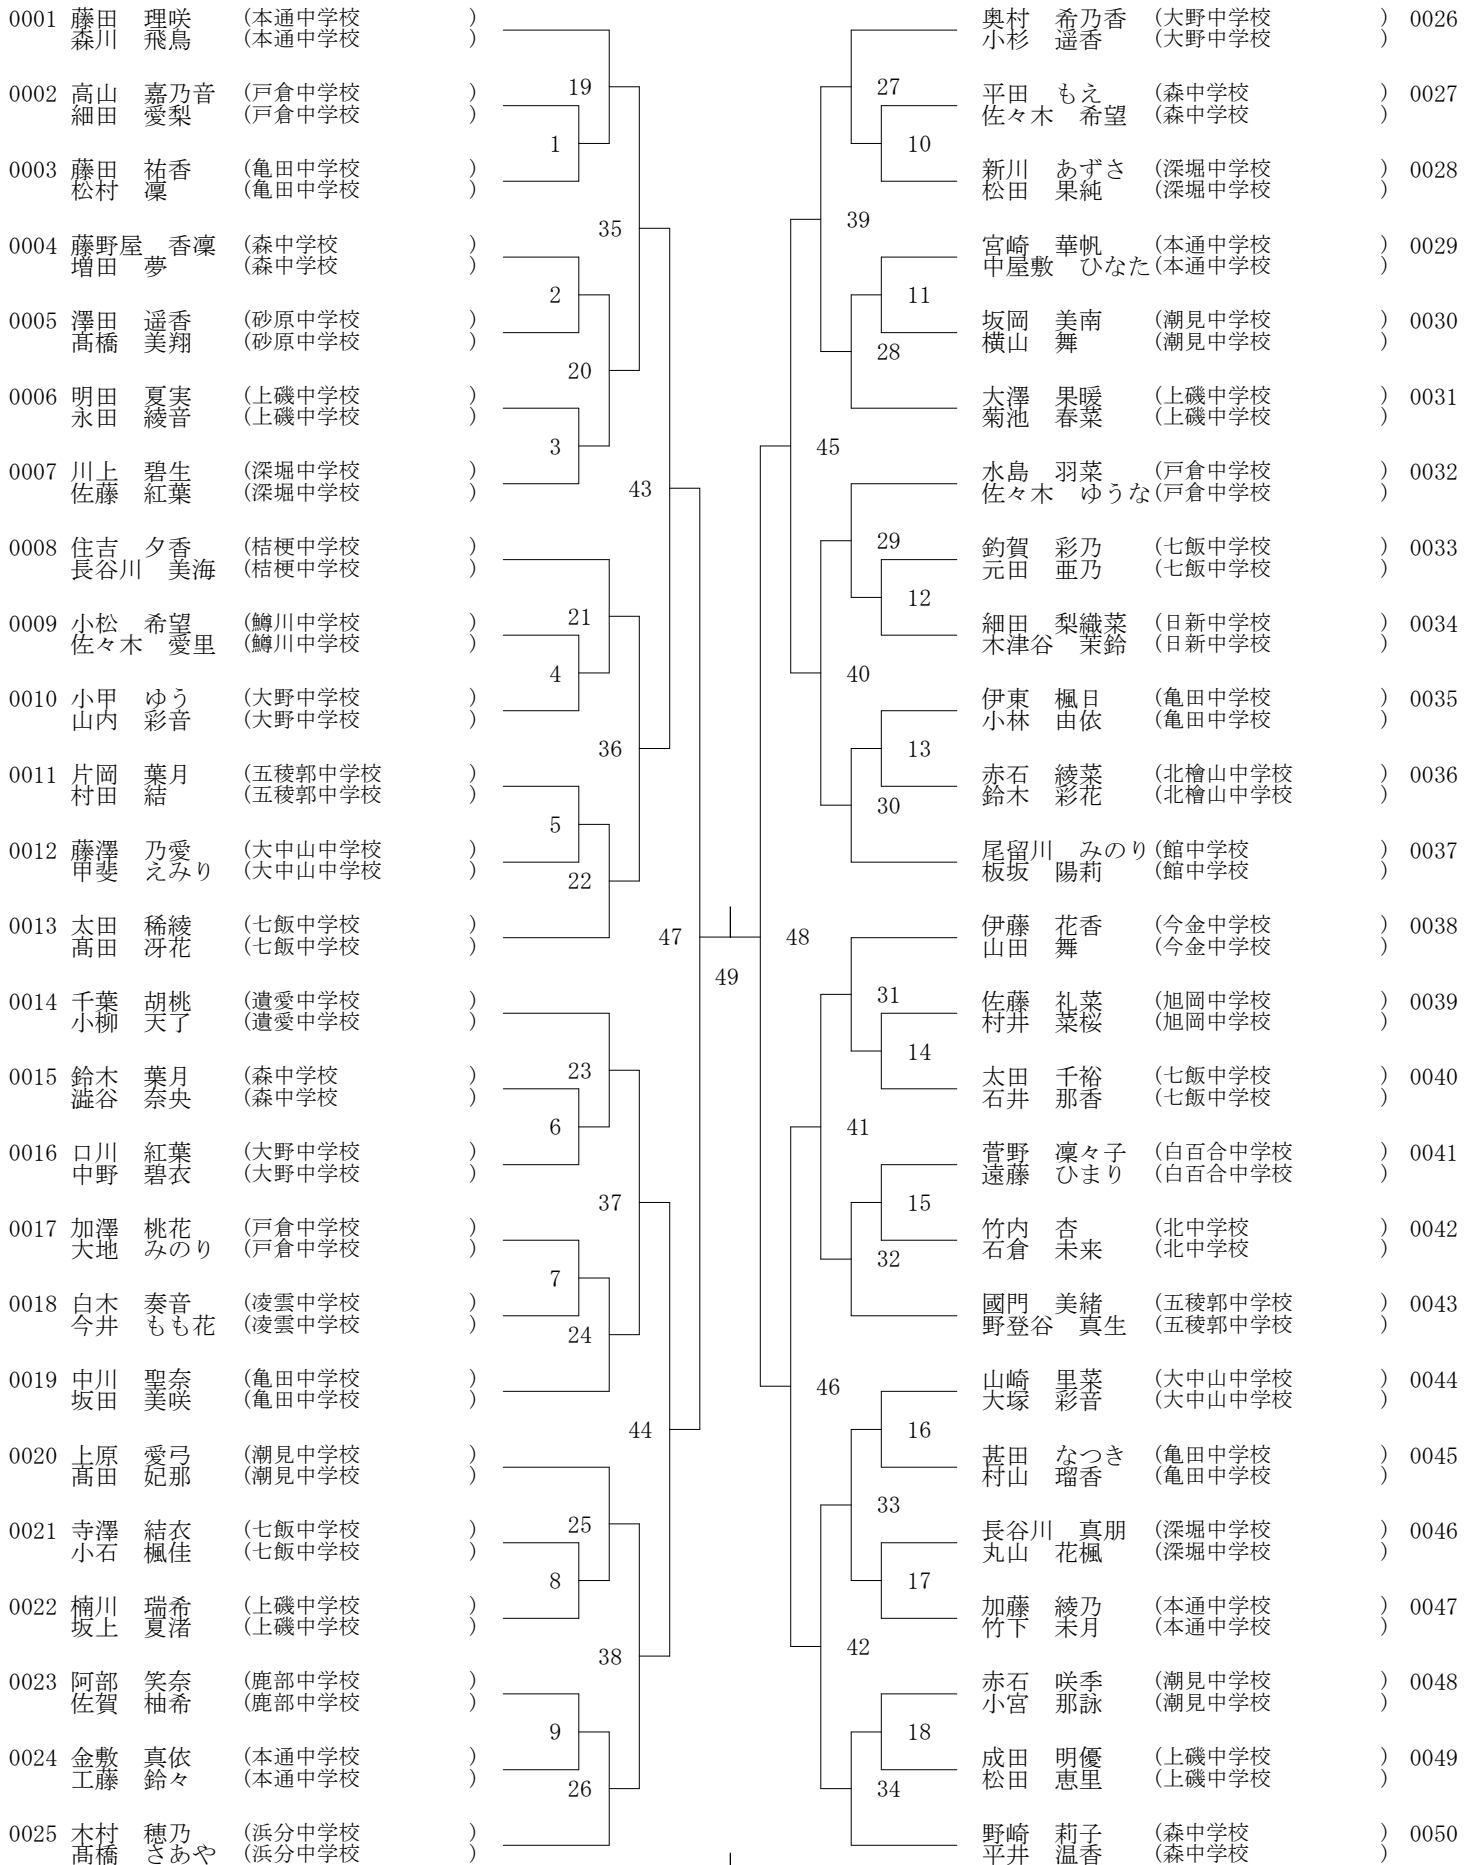 0001 藤田　理咲 (本通中学校 )
森川　飛鳥 (本通中学校 )
19
0002 高山　嘉乃音 (戸倉中学校 )
細田　愛梨 (戸倉中学校 )
1
0003 藤田　祐香 (亀田中学校 )
松村　凜 (亀田中学校 )
35
0004 藤野屋　香凜 (森中学校 )
増田　夢 (森中学校 )
2
0005 澤田　遥香 (砂原中学校 )
髙橋　美翔 (砂原中学校 )
20
0006 明田　夏実 (上磯中学校 )
永田　綾音 (上磯中学校 )
3
0007 川上　碧生 (深堀中学校 )
佐藤　紅葉 (深堀中学校 )
43
0008 住吉　夕香 (桔梗中学校 )
長谷川　美海 (桔梗中学校 )
21
0009 小松　希望 (鱒川中学校 )
佐々木　愛里 (鱒川中学校 )
4
0010 小甲　ゆう (大野中学校 )
山内　彩音 (大野中学校 )
36
0011 片岡　葉月 (五稜郭中学校 )
村田　結 (五稜郭中学校 )
5
0012 藤澤　乃愛 (大中山中学校 )
甲斐　えみり (大中山中学校 )
22
0013 太田　稀綾 (七飯中学校 )
髙田　冴花 (七飯中学校 )
47
49
0014 千葉　胡桃 (遺愛中学校 )
小柳　天了 (遺愛中学校 )
23
0015 鈴木　葉月 (森中学校 )
澁谷　奈央 (森中学校 )
6
0016 口川　紅葉 (大野中学校 )
中野　碧衣 (大野中学校 )
37
0017 加澤　桃花 (戸倉中学校 )
大地　みのり (戸倉中学校 )
7
0018 白木　奏音 (凌雲中学校 )
今井　もも花 (凌雲中学校 )
24
0019 中川　聖奈 (亀田中学校 )
坂田　美咲 (亀田中学校 )
44
0020 上原　愛弓 (潮見中学校 )
髙田　妃那 (潮見中学校 )
25
0021 寺澤　結衣 (七飯中学校 )
小石　楓佳 (七飯中学校 )
8
0022 楠川　瑞希 (上磯中学校 )
坂上　夏渚 (上磯中学校 )
38
0023 阿部　笑奈 (鹿部中学校 )
佐賀　柚希 (鹿部中学校 )
9
0024 金敷　真依 (本通中学校 )
工藤　鈴々 (本通中学校 )
26
0025 木村　穂乃 (浜分中学校 )
髙橋　さあや (浜分中学校 )
奥村　希乃香 (大野中学校 ) 0026
小杉　遥香 (大野中学校 )
27
平田　もえ (森中学校 ) 0027
佐々木　希望 (森中学校 )
10
新川　あずさ (深堀中学校 ) 0028
松田　果純 (深堀中学校 )
39
宮崎　華帆 (本通中学校 ) 0029
中屋敷　ひなた (本通中学校 )
11
坂岡　美南 (潮見中学校 ) 0030
横山　舞 (潮見中学校 )
28
大澤　果暖 (上磯中学校 ) 0031
菊池　春菜 (上磯中学校 )
45
水島　羽菜 (戸倉中学校 ) 0032
佐々木　ゆうな (戸倉中学校 )
29
釣賀　彩乃 (七飯中学校 ) 0033
元田　亜乃 (七飯中学校 )
12
細田　梨織菜 (日新中学校 ) 0034
木津谷　茉鈴 (日新中学校 )
40
伊東　楓日 (亀田中学校 ) 0035
小林　由依 (亀田中学校 )
13
赤石　綾菜 (北檜山中学校 ) 0036
鈴木　彩花 (北檜山中学校 )
30
尾留川　みのり (館中学校 ) 0037
板坂　陽莉 (館中学校 )
48
伊藤　花香 (今金中学校 ) 0038
山田　舞 (今金中学校 )
31
佐藤　礼菜 (旭岡中学校 ) 0039
村井　菜桜 (旭岡中学校 )
14
太田　千裕 (七飯中学校 ) 0040
石井　那香 (七飯中学校 )
41
菅野　凜々子 (白百合中学校 ) 0041
遠藤　ひまり (白百合中学校 )
15
竹内　杏 (北中学校 ) 0042
石倉　未来 (北中学校 )
32
國門　美緒 (五稜郭中学校 ) 0043
野登谷　真生 (五稜郭中学校 )
46
山崎　里菜 (大中山中学校 ) 0044
大塚　彩音 (大中山中学校 )
16
甚田　なつき (亀田中学校 ) 0045
村山　瑠香 (亀田中学校 )
33
長谷川　真朋 (深堀中学校 ) 0046
丸山　花楓 (深堀中学校 )
17
加藤　綾乃 (本通中学校 ) 0047
竹下　未月 (本通中学校 )
42
赤石　咲季 (潮見中学校 ) 0048
小宮　那詠 (潮見中学校 )
18
成田　明優 (上磯中学校 ) 0049
松田　恵里 (上磯中学校 )
34
野崎　莉子 (森中学校 ) 0050
平井　温香 (森中学校 )